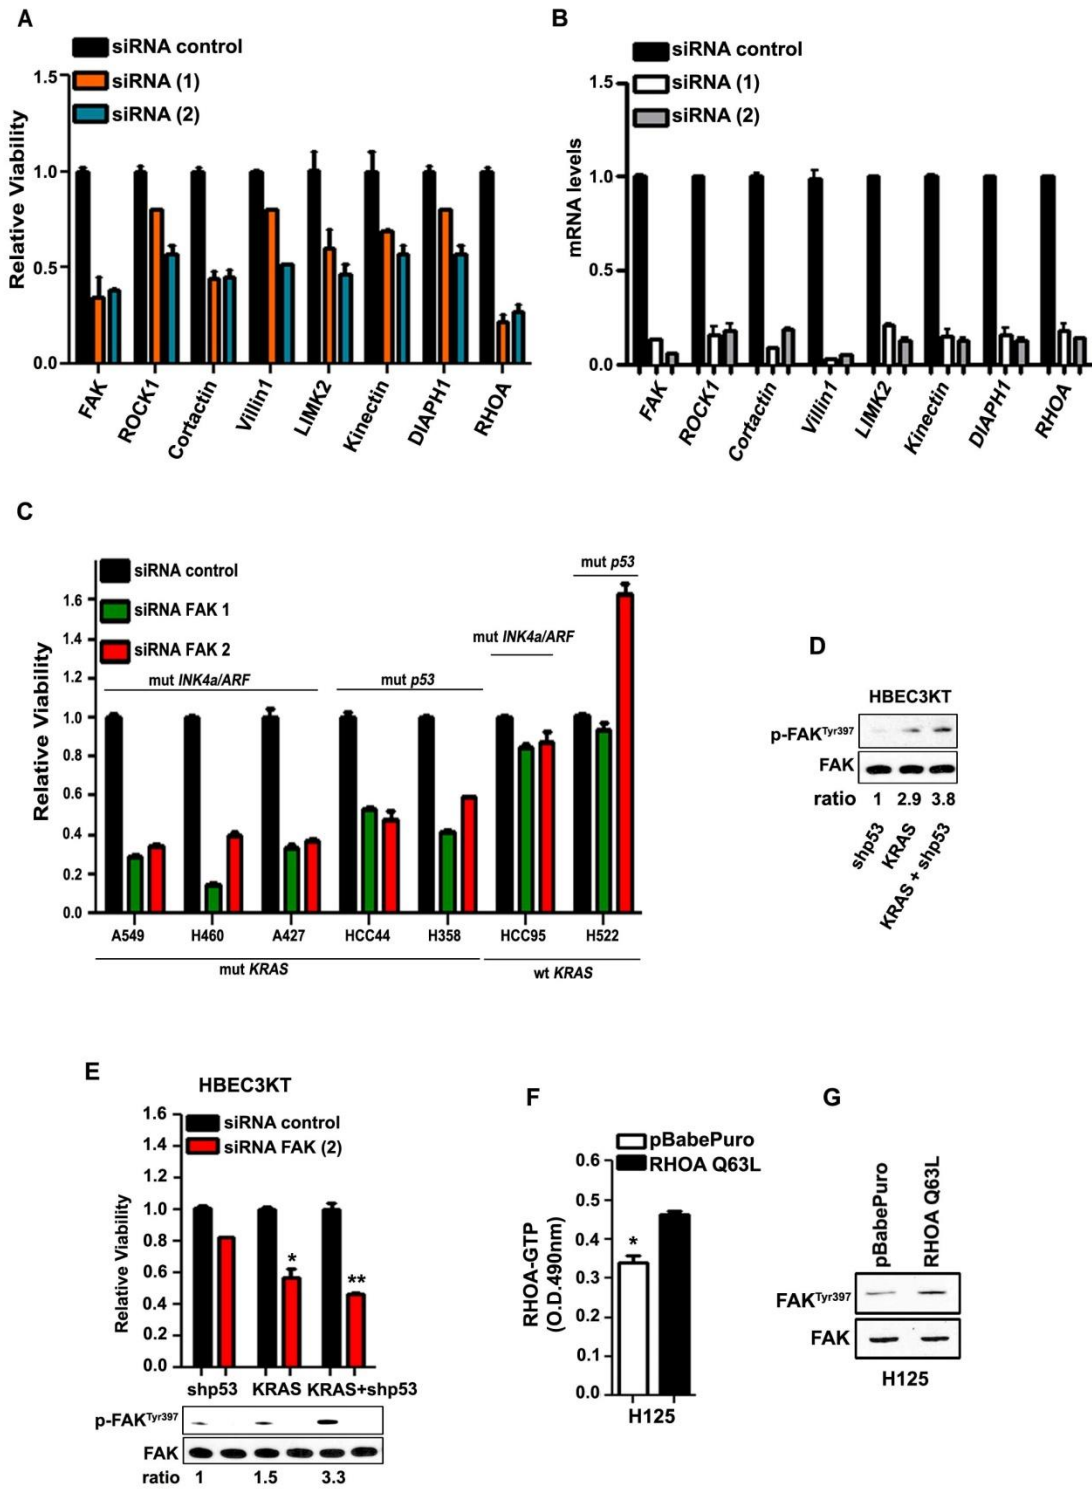 A
siRNA control
siRNA (1)
siRNA (2)
Relative Viability
1.5
1.0
0.5
0.0
FAK
ROCK1
Cortactin
Villin1
LIMK2
Kinectin
DIAPH1
RHOA
B
siRNA control
siRNA (1)
siRNA (2)
mRNA levels
1.5
1.0
0.5
0.0
FAK
ROCK1
Cortactin
Villin1
LIMK2
Kinectin
DIAPH1
RHOA
C
siRNA control
siRNA FAK 1
siRNA FAK 2
Relative Viability
1.6
1.4
1.2
1.0
0.8
0.6
0.4
0.2
0.0
mut INK4a/ARF
mut p53
mut INK4a/ARF
mut p53
A549
H460
A427
HCC44
H358
HCC95
H522
mut KRAS
wt KRAS
D
HBEC3KT
p-FAKTyr397
FAK
ratio 1 2.9 3.8
shp53
KRAS
KRAS + shp53
E
HBEC3KT
siRNA control
siRNA FAK (2)
Relative Viability
1.6
1.4
1.2
1.0
0.8
0.6
0.4
0.2
0.0
*
**
shp53 KRAS KRAS+shp53
p-FAKTyr397
FAK
ratio 1 1.5 3.3
F
pBabePuro
RHOA Q63L
RHOA-GTP
(O.D.490nm)
0.6
0.5
0.4
0.3
0.2
0.1
0.0
*
H125
G
pBabePuro
RHOA Q63L
FAKTyr397
FAK
H125